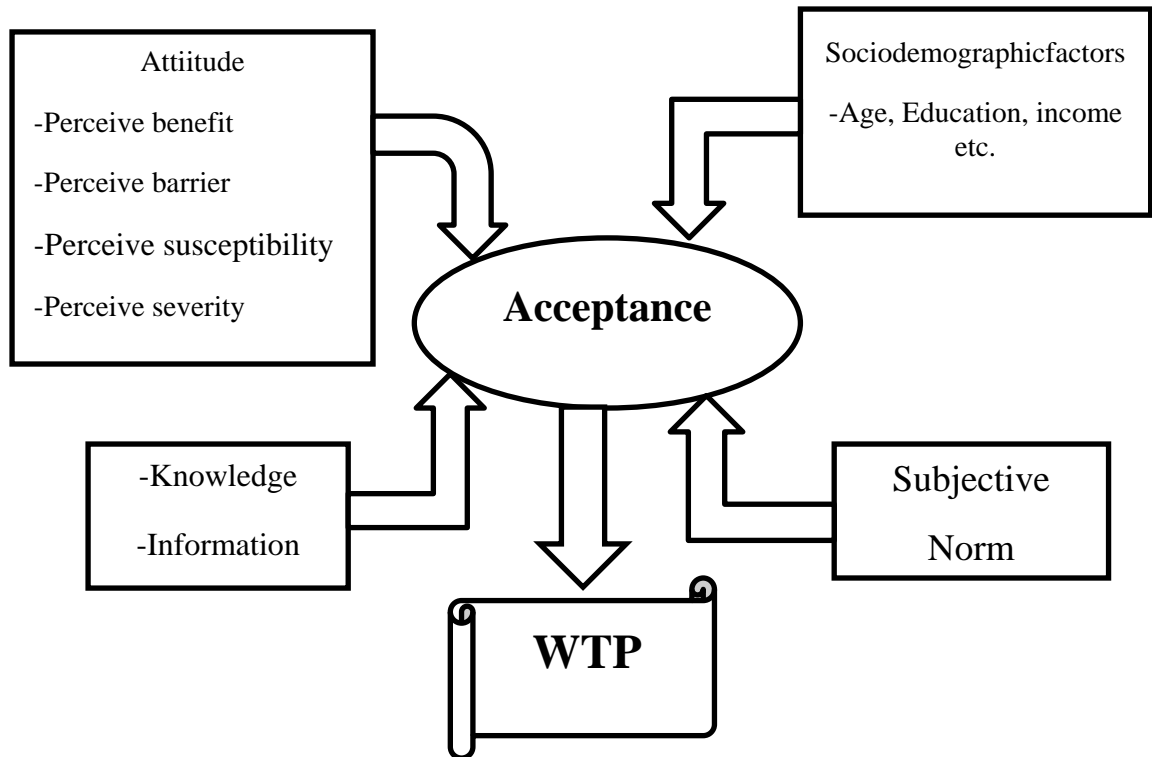 Attiitude
-Perceive benefit
-Perceive barrier
-Perceive susceptibility
-Perceive severity
Sociodemographicfactors
-Age, Education, income
etc.
Acceptance
-Knowledge
-Information
Subjective
Norm
WTP